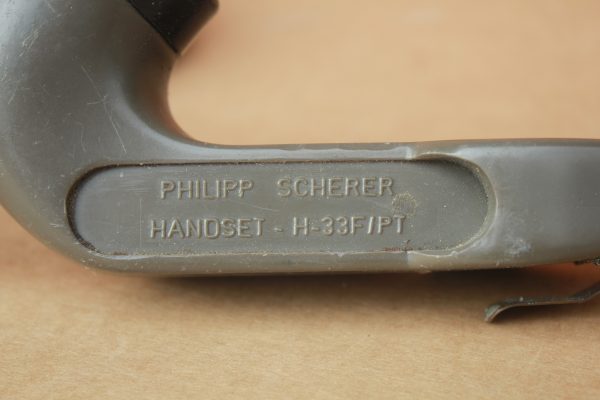 PHILIPP SCHERER
HANDSET - H-33F/PT